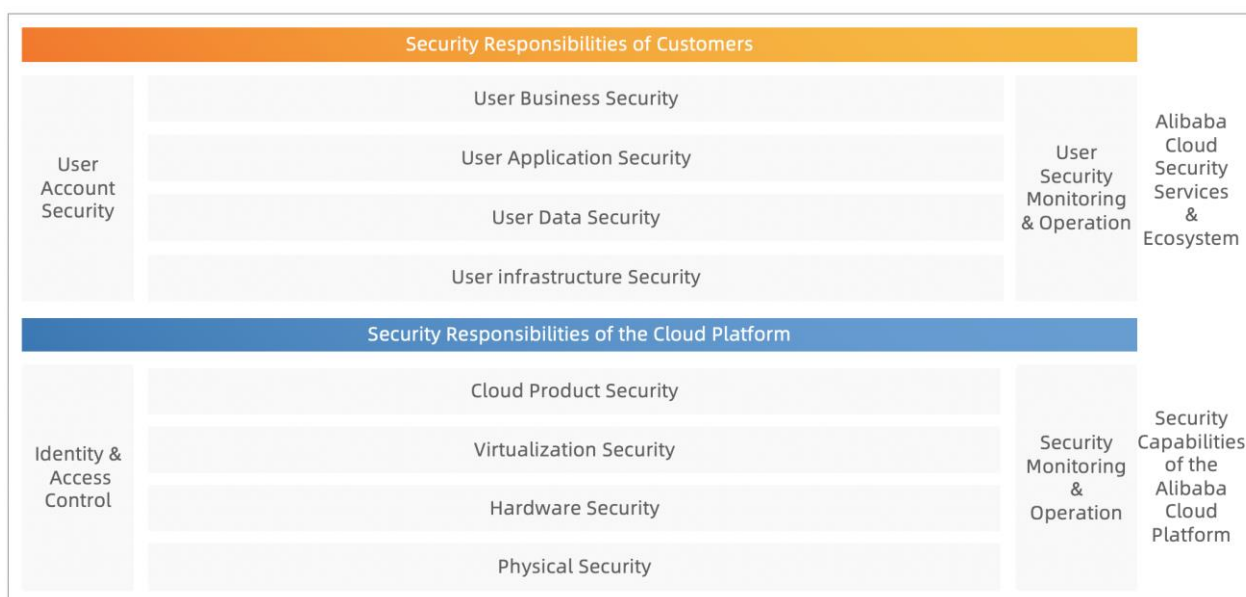 Security Responsibilities of Customers
User
Account
Security
User Business Security
User Application Security
User Data Security
User infrastructure Security
User
Security
Monitoring
& Operation
Alibaba
Cloud
Security
Services
&
Ecosystem
Security Responsibilities of the Cloud Platform
Identity &
Access
Control
Cloud Product Security
Virtualization Security
Hardware Security
Physical Security
Security
Monitoring
&
Operation
Security
Capabilities
of the
Alibaba
Cloud
Platform